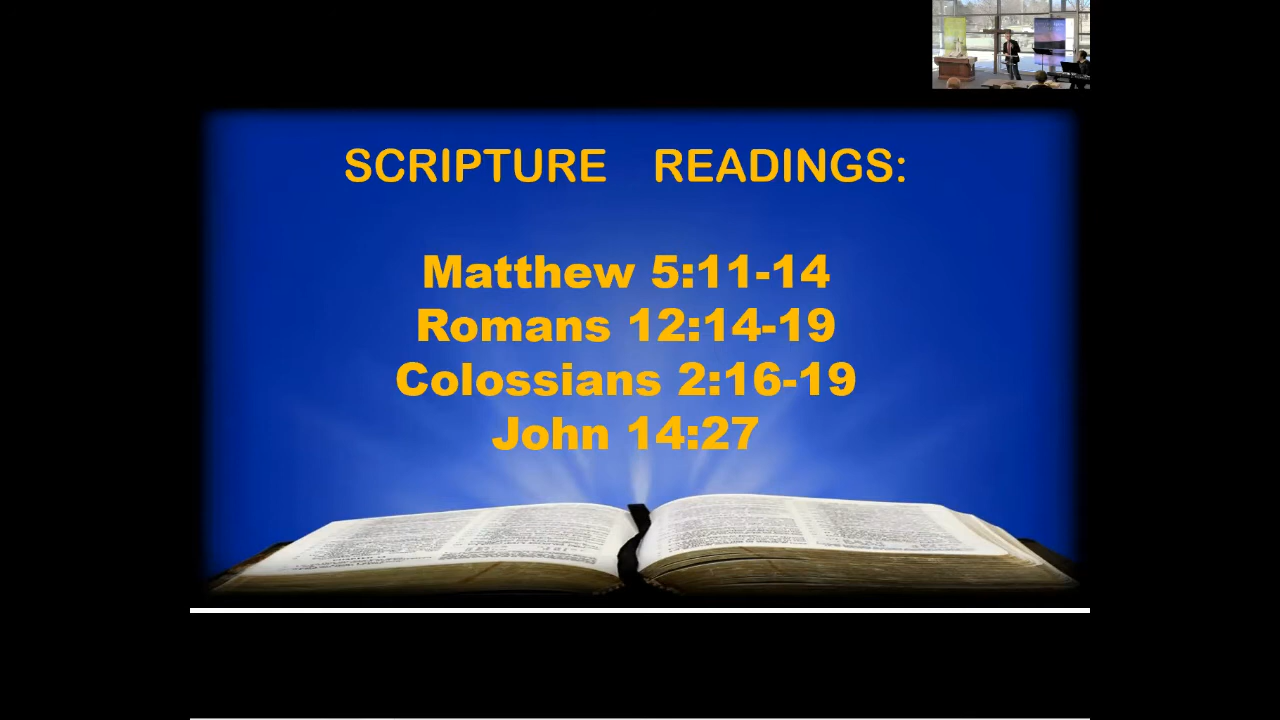 SCRIPTURE READINGS:
Matthew 5:11-14
Romans 12:14-19
Colossians 2:16-19
John 14:27